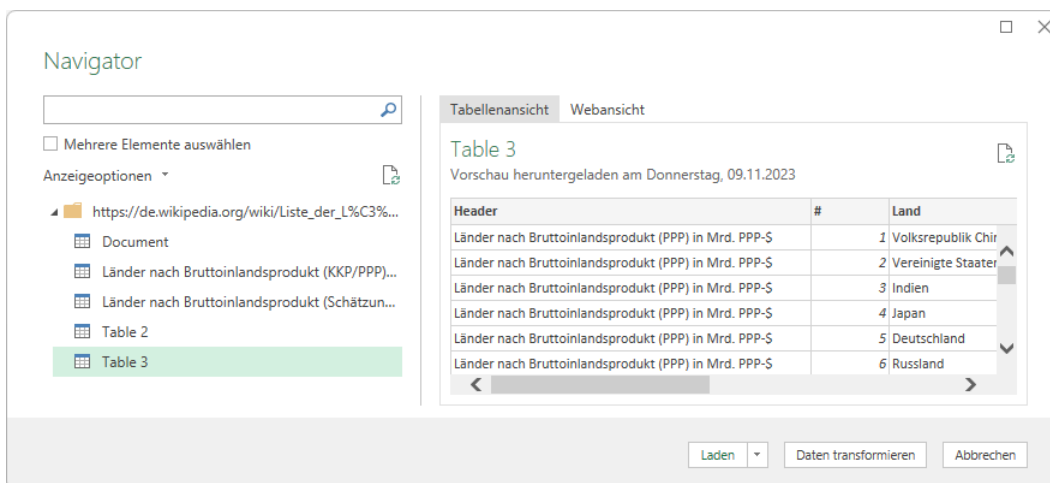 Navigator
Mehrere Elemente auswählen
Anzeigeoptionen
https://de.wikipedia.org/wiki/Liste_der_L%C3%...
Document
Länder nach Bruttoinlandsprodukt (KKP/PPP)...
Länder nach Bruttoinlandsprodukt (Schätzun...
Table 2
Table 3
Tabellenansicht Webansicht
Table 3
Vorschau heruntergeladen am Donnerstag, 09.11.2023
Header # Land
Länder nach Bruttoinlandsprodukt (PPP) in Mrd. PPP-$ 1 Volksrepublik Chin
Länder nach Bruttoinlandsprodukt (PPP) in Mrd. PPP-$ 2 Vereinigte Staaten
Länder nach Bruttoinlandsprodukt (PPP) in Mrd. PPP-$ 3 Indien
Länder nach Bruttoinlandsprodukt (PPP) in Mrd. PPP-$ 4 Japan
Länder nach Bruttoinlandsprodukt (PPP) in Mrd. PPP-$ 5 Deutschland
Länder nach Bruttoinlandsprodukt (PPP) in Mrd. PPP-$ 6 Russland
Laden Daten transformieren Abbrechen